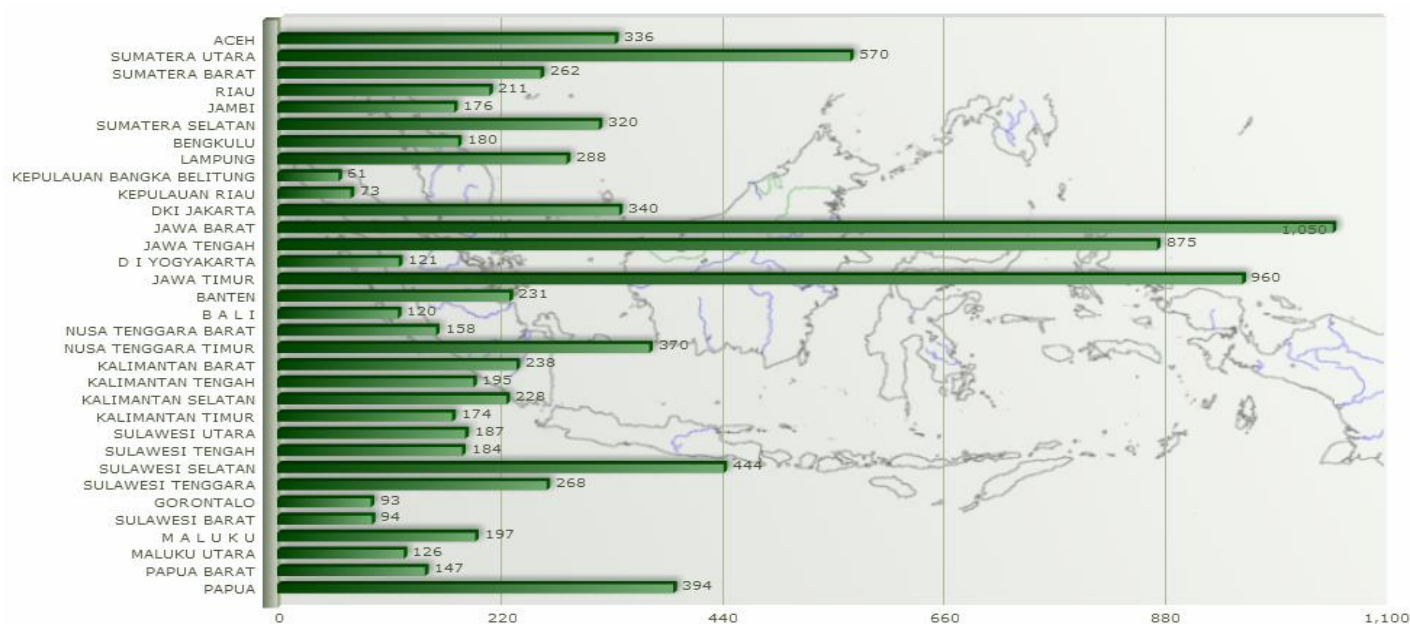 ACEH 336
SUMATERA UTARA 570
SUMATERA BARAT 262
RIAU 211
JAMBI 176
SUMATERA SELATAN 320
BENGKULU 180
LAMPUNG 288
KEPULAUAN BANGKA BELITUNG 61
KEPULAUAN RIAU 73
DKI JAKARTA 340
JAWA BARAT 1,050
JAWA TENGAH 875
D I YOGYAKARTA 121
JAWA TIMUR 960
BANTEN 231
B A L I 120
NUSA TENGGARA BARAT 158
NUSA TENGGARA TIMUR 370
KALIMANTAN BARAT 238
KALIMANTAN TENGAH 195
KALIMANTAN SELATAN 228
KALIMANTAN TIMUR 174
SULAWESI UTARA 187
SULAWESI TENGAH 184
SULAWESI SELATAN 444
SULAWESI TENGGARA 268
GORONTALO 93
SULAWESI BARAT 94
M A L U K U 197
MALUKU UTARA 126
PAPUA BARAT 147
PAPUA 394
0 220 440 660 880 1,100